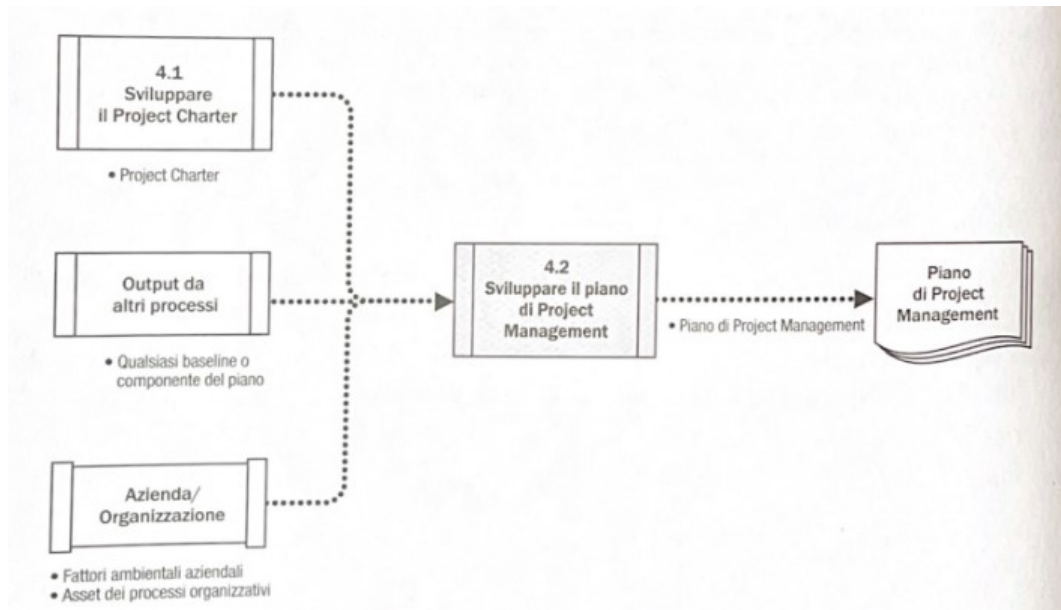 4.1
Sviluppare
il Project Charter
• Project Charter
Output da
altri processi
• Qualsiasi baseline o
componente del piano
Azienda/
Organizzazione
• Fattori ambientali aziendali
• Asset dei processi organizzativi
4.2
Sviluppare il piano
di Project
Management
• Piano di Project Management
Piano
di Project
Management